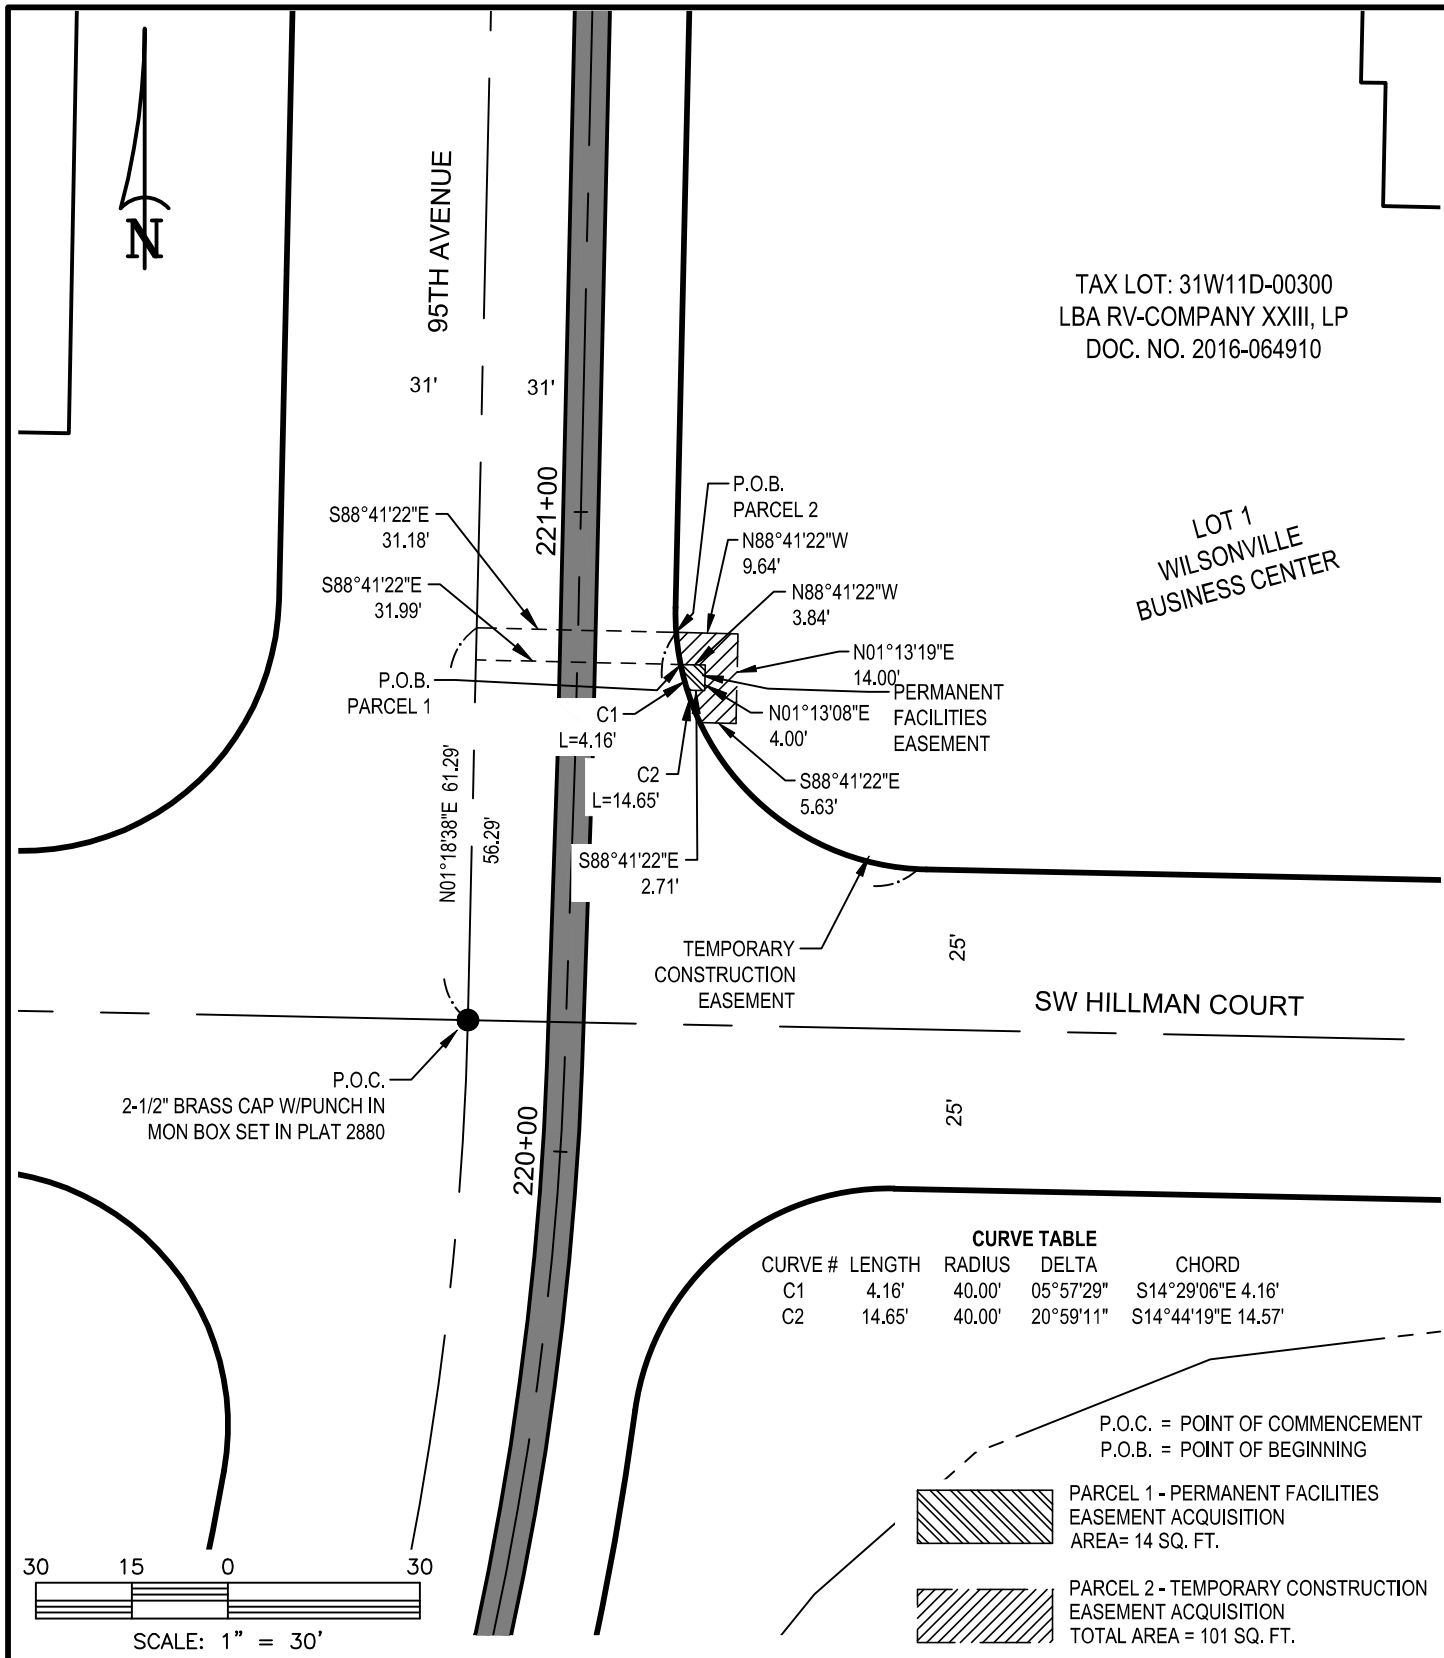 N
95TH AVENUE
TAX LOT: 31W11D-00300
LBA RV-COMPANY XXIII, LP
DOC. NO. 2016-064910
31'
31'
221+00
P.O.B.
PARCEL 2
S88°41'22"E
31.18'
N88°41'22"W
9.64'
LOT 1
WILSONVILLE
BUSINESS CENTER
S88°41'22"E
31.99'
N88°41'22"W
3.84'
N01°13'19"E
14.00'
P.O.B.
PARCEL 1
PERMANENT
FACILITIES
EASEMENT
C1
L=4.16'
N01°13'08"E
4.00'
C2
L=14.65'
S88°41'22"E
5.63'
N01°18'38"E 61.29'
56.29'
S88°41'22"E
2.71'
TEMPORARY
CONSTRUCTION
EASEMENT
25'
SW HILLMAN COURT
25'
P.O.C.
2-1/2" BRASS CAP W/PUNCH IN
MON BOX SET IN PLAT 2880
220+00
CURVE TABLE
CURVE # LENGTH RADIUS DELTA CHORD
C1 4.16' 40.00' 05°57'29" S14°29'06"E 4.16'
C2 14.65' 40.00' 20°59'11" S14°44'19"E 14.57'
P.O.C. = POINT OF COMMENCEMENT
P.O.B. = POINT OF BEGINNING
PARCEL 1 - PERMANENT FACILITIES
EASEMENT ACQUISITION
AREA= 14 SQ. FT.
PARCEL 2 - TEMPORARY CONSTRUCTION
EASEMENT ACQUISITION
TOTAL AREA = 101 SQ. FT.
30 15 0 30
SCALE: 1" = 30'